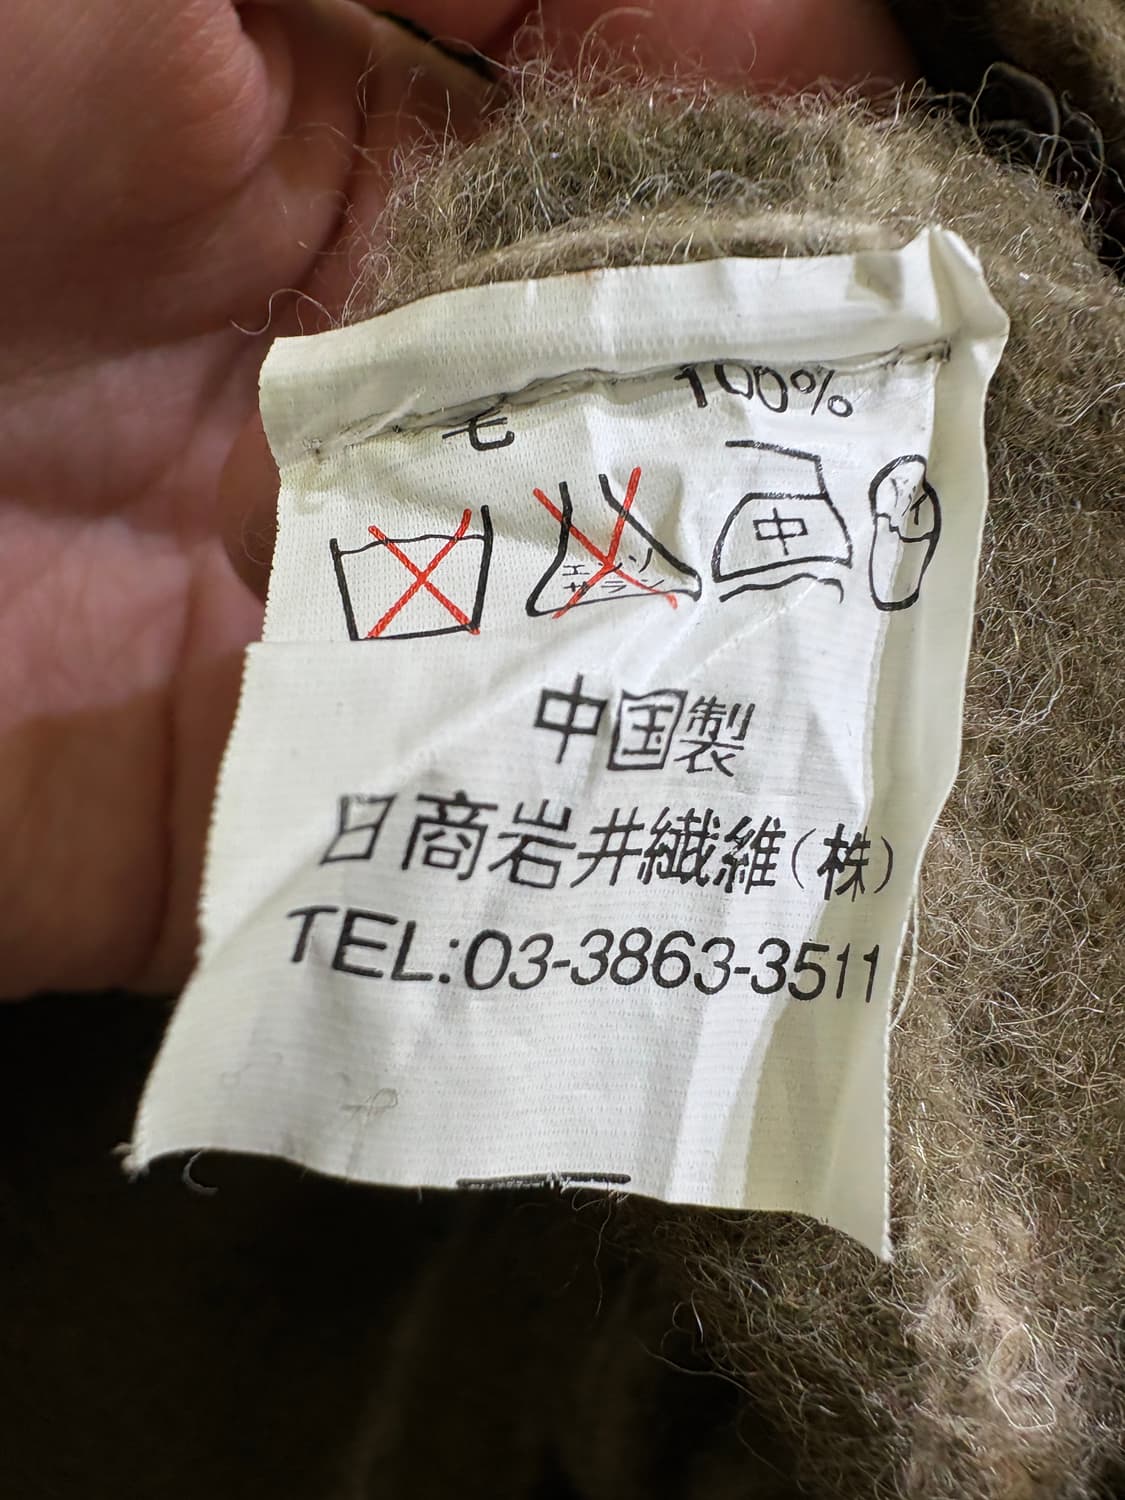 毛 100%
エンソ
サラシ
中
中国製
日商岩井繊維(株)
TEL:03-3863-3511